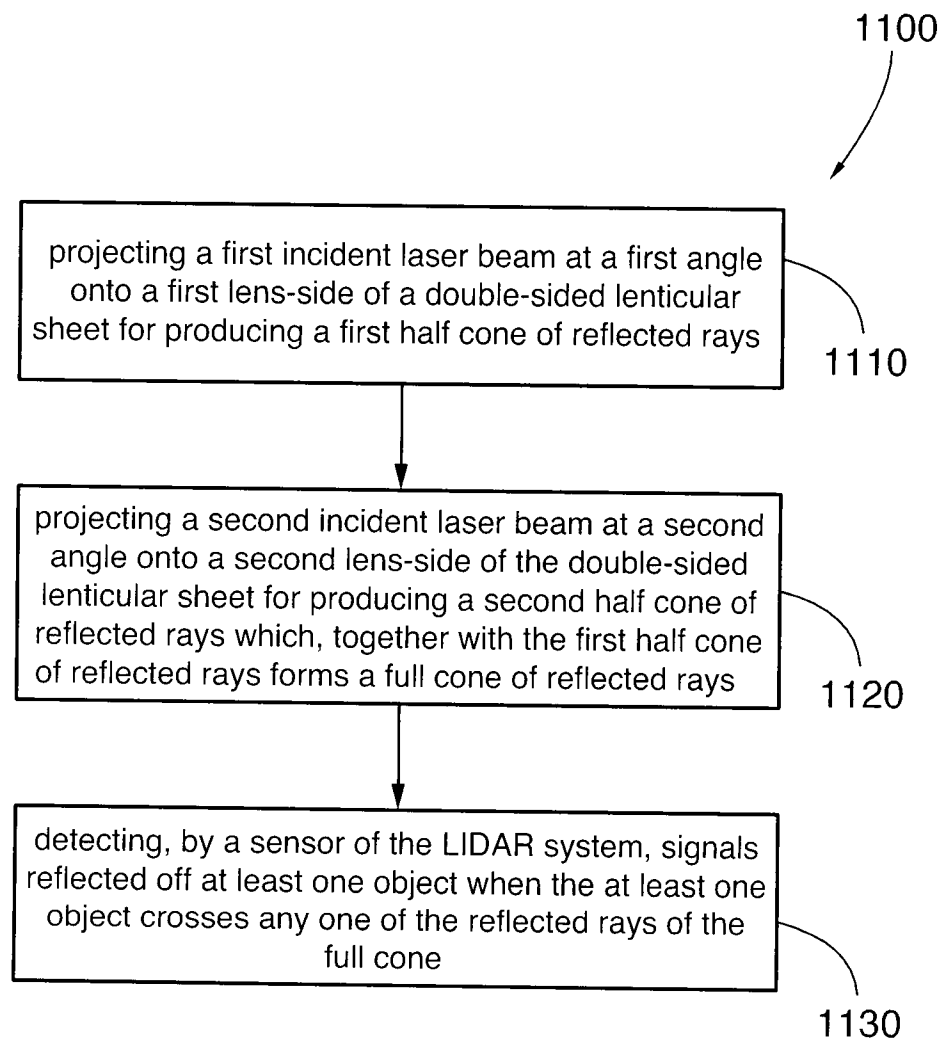 1100
projecting a first incident laser beam at a first angle
onto a first lens-side of a double-sided lenticular
sheet for producing a first half cone of reflected rays
1110
projecting a second incident laser beam at a second
angle onto a second lens-side of the double-sided
lenticular sheet for producing a second half cone of
reflected rays which, together with the first half cone
of reflected rays forms a full cone of reflected rays
1120
detecting, by a sensor of the LIDAR system, signals
reflected off at least one object when the at least one
object crosses any one of the reflected rays of the
full cone
1130